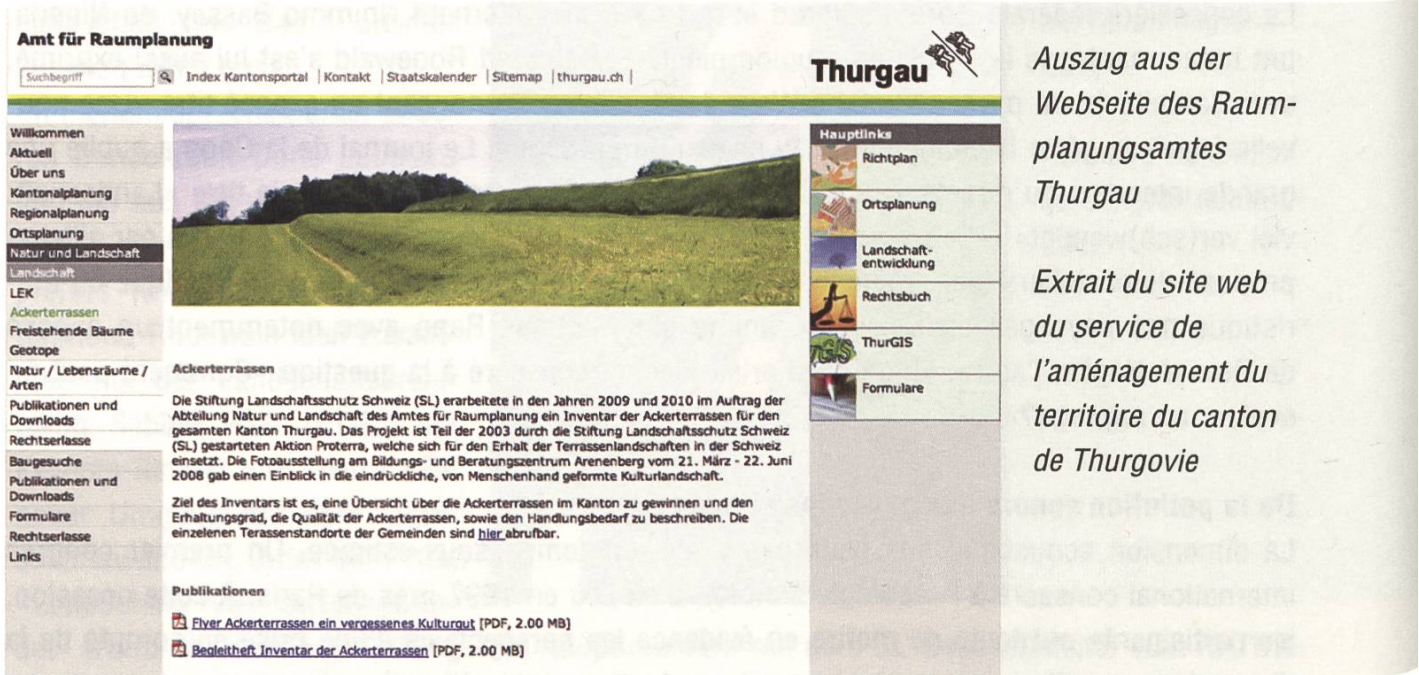 Amt für Raumplanung
Suchbegriff
Index Kantonsportal | Kontakt | Staatskalender | Sitemap | thurgau.ch |
Thurgau
Willkommen
Aktuell
Über uns
Kantonalplanung
Regionalplanung
Ortsplanung
Natur und Landschaft
Landschaft
LEK
Ackerterrassen
Freistehende Bäume
Geotope
Natur / Lebensräume /
Arten
Publikationen und
Downloads
Rechtserlasse
Baugesuche
Publikationen und
Downloads
Formulare
Rechtserlasse
Links
Ackerterrassen
Die Stiftung Landschaftsschutz Schweiz (SL) erarbeitete in den Jahren 2009 und 2010 im Auftrag der
Abteilung Natur und Landschaft des Amtes für Raumplanung ein Inventar der Ackerterrassen für den
gesamten Kanton Thurgau. Das Projekt ist Teil der 2003 durch die Stiftung Landschaftsschutz Schweiz
(SL) gestarteten Aktion Proterra, welche sich für den Erhalt der Terrassenlandschaften in der Schweiz
einsetzt. Die Fotoausstellung am Bildungs- und Beratungszentrum Arenenberg vom 21. März - 22. Juni
2008 gab einen Einblick in die eindrückliche, von Menschenhand geformte Kulturlandschaft.
Ziel des Inventars ist es, eine Übersicht über die Ackerterrassen im Kanton zu gewinnen und den
Erhaltungsgrad, die Qualität der Ackerterrassen, sowie den Handlungsbedarf zu beschreiben. Die
einzelenen Terassenstandorte der Gemeinden sind hier abrufbar.
Publikationen
Flyer Ackerterrassen ein vergessenes Kulturgut [PDF, 2.00 MB]
Begleitheft Inventar der Ackerterrassen [PDF, 2.00 MB]
Hauptlinks
Richtplan
Ortsplanung
Landschaft-
entwicklung
Rechtsbuch
ThurGIS
Formulare
Auszug aus der
Webseite des Raum-
planungsamtes
Thurgau
Extrait du site web
du service de
l'aménagement du
territoire du canton
de Thurgovie